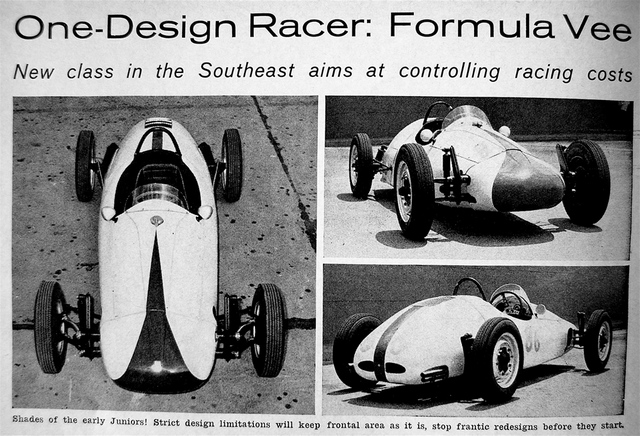 One-Design Racer: Formula Vee
New class in the Southeast aims at controlling racing costs
Shades of the early Juniors! Strict design limitations will keep frontal area as it is, stop frantic redesigns before they start.